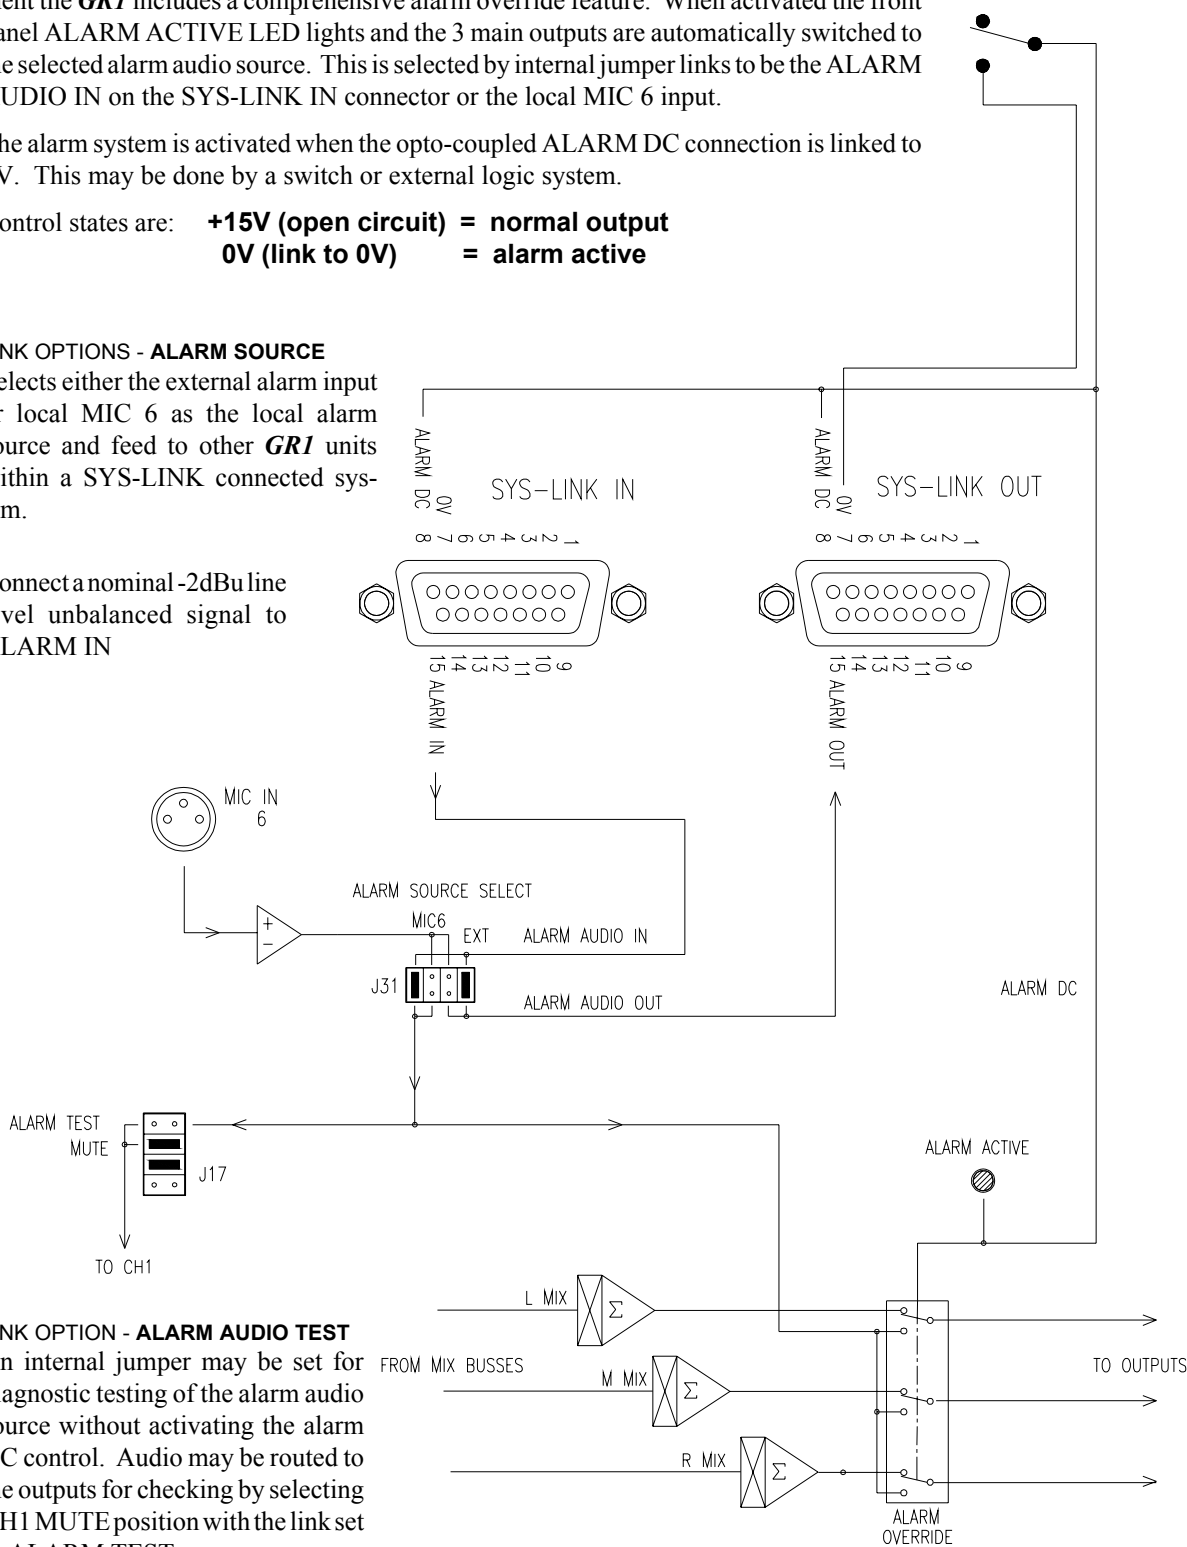 ent the GR1 includes a comprehensive alarm override feature. When activated the front
anel ALARM ACTIVE LED lights and the 3 main outputs are automatically switched to
e selected alarm audio source. This is selected by internal jumper links to be the ALARM
UDIO IN on the SYS-LINK IN connector or the local MIC 6 input.
he alarm system is activated when the opto-coupled ALARM DC connection is linked to
V. This may be done by a switch or external logic system.
ontrol states are: +15V (open circuit) = normal output
0V (link to 0V) = alarm active
NK OPTIONS - ALARM SOURCE
elects either the external alarm input
r local MIC 6 as the local alarm
ource and feed to other GR1 units
ithin a SYS-LINK connected sys-
m.
onnect a nominal -2dBu line
vel unbalanced signal to
LARM IN
ALARM DC
0V
SYS-LINK IN
8 7 6 5 4 3 2 1
15 14 13 12 11 10 9
ALARM IN
ALARM DC
0V
SYS-LINK OUT
8 7 6 5 4 3 2 1
15 14 13 12 11 10 9
ALARM OUT
MIC IN
6
ALARM SOURCE SELECT
MIC6
EXT ALARM AUDIO IN
J31
ALARM AUDIO OUT
ALARM DC
ALARM TEST
MUTE
J17
TO CH1
ALARM ACTIVE
L MIX
Σ
FROM MIX BUSSES
M MIX
Σ
TO OUTPUTS
R MIX
Σ
ALARM
OVERRIDE
NK OPTION - ALARM AUDIO TEST
n internal jumper may be set for
iagnostic testing of the alarm audio
ource without activating the alarm
C control. Audio may be routed to
e outputs for checking by selecting
H1 MUTE position with the link set
ALARM TEST